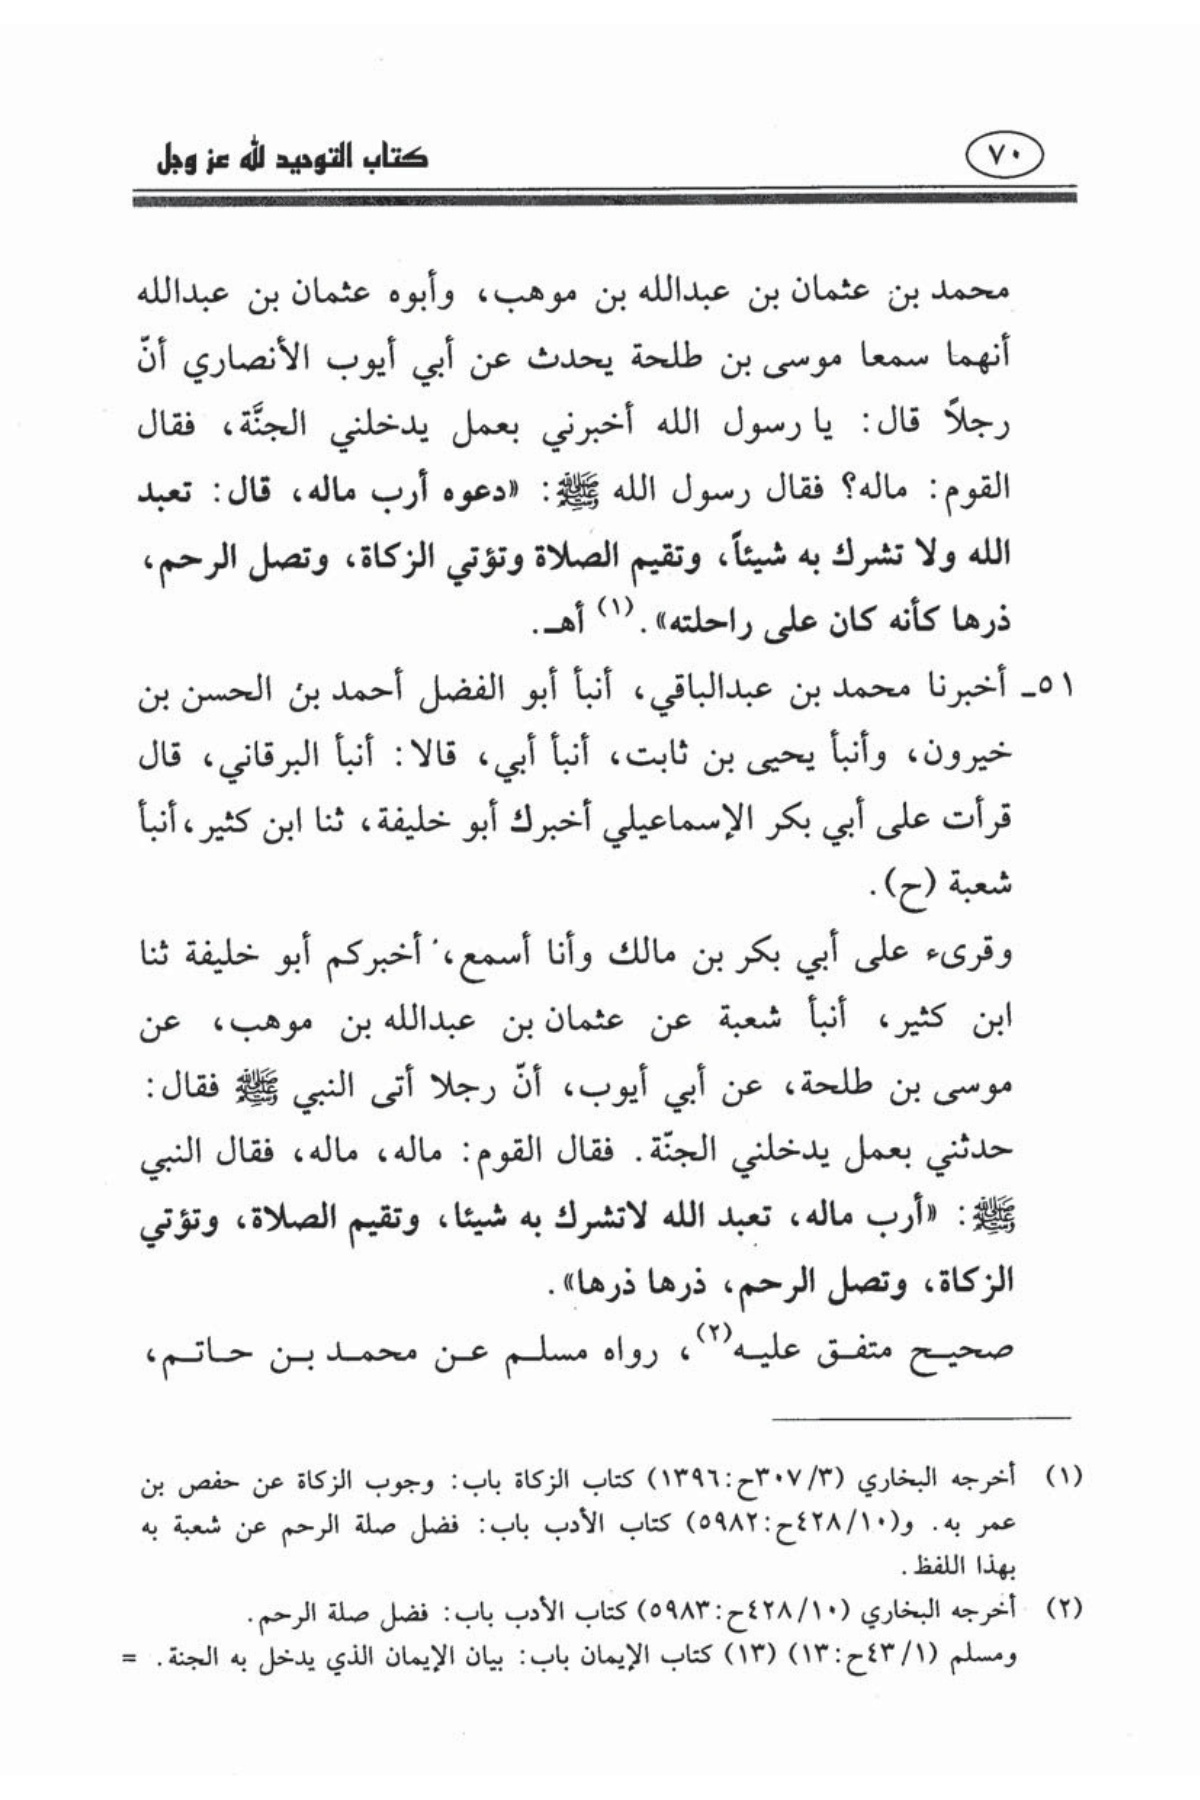 ٧٠
كتاب التوحيد لله عز وجل
محمد بن عثمان بن عبدالله بن موهب، وأبوه عثمان بن عبدالله
أنهما سمعا موسى بن طلحة يحدث عن أبي أيوب الأنصاري أنّ
رجلاً قال: يا رسول الله أخبرني بعمل يدخلني الجنَّة، فقال
القوم: ماله؟ فقال رسول الله ﷺ: «دعوه أرب ماله، قال: تعبد
الله ولا تشرك به شيئاً، وتقيم الصلاة وتؤتي الزكاة، وتصل الرحم،
ذرها كأنه كان على راحلته».(١) أهـ.
٥١ـ أخبرنا محمد بن عبدالباقي، أنبأ أبو الفضل أحمد بن الحسن بن
خيرون، وأنبأ يحيى بن ثابت، أنبأ أبي، قالا: أنبأ البرقاني، قال
قرأت على أبي بكر الإسماعيلي أخبرك أبو خليفة، ثنا ابن كثير، أنبأ
شعبة (ح).
وقرىء على أبي بكر بن مالك وأنا أسمع، أخبركم أبو خليفة ثنا
ابن كثير، أنبأ شعبة عن عثمان بن عبدالله بن موهب، عن
موسى بن طلحة، عن أبي أيوب، أنّ رجلا أتى النبي ﷺ فقال:
حدثني بعمل يدخلني الجنّة. فقال القوم: ماله، ماله، فقال النبي
ﷺ: «أرب ماله، تعبد الله لاتشرك به شيئا، وتقيم الصلاة، وتؤتي
الزكاة، وتصل الرحم، ذرها ذرها».
صحيح متفق عليه(٢)، رواه مسلم عن محمد بن حاتم،
(١) أخرجه البخاري (٣٠٧/٣ح:١٣٩٦) كتاب الزكاة باب: وجوب الزكاة عن حفص بن
عمر به. و(٤٢٨/١٠ح:٥٩٨٢) كتاب الأدب باب: فضل صلة الرحم عن شعبة به
بهذا اللفظ.
(٢) أخرجه البخاري (٤٢٨/١٠ح:٥٩٨٣) كتاب الأدب باب: فضل صلة الرحم.
ومسلم (٤٣/١ح:١٣) (١٣) كتاب الإيمان باب: بيان الإيمان الذي يدخل به الجنة. =